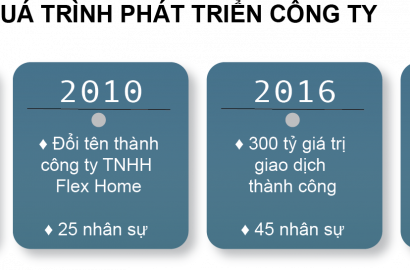 UÁ TRÌNH PHÁT TRIỂN CÔNG TY
2010
♦ Đổi tên thành
công ty TNHH
Flex Home
♦ 25 nhân sự
2016
♦ 300 tỷ giá trị
giao dịch
thành công
♦ 45 nhân sự